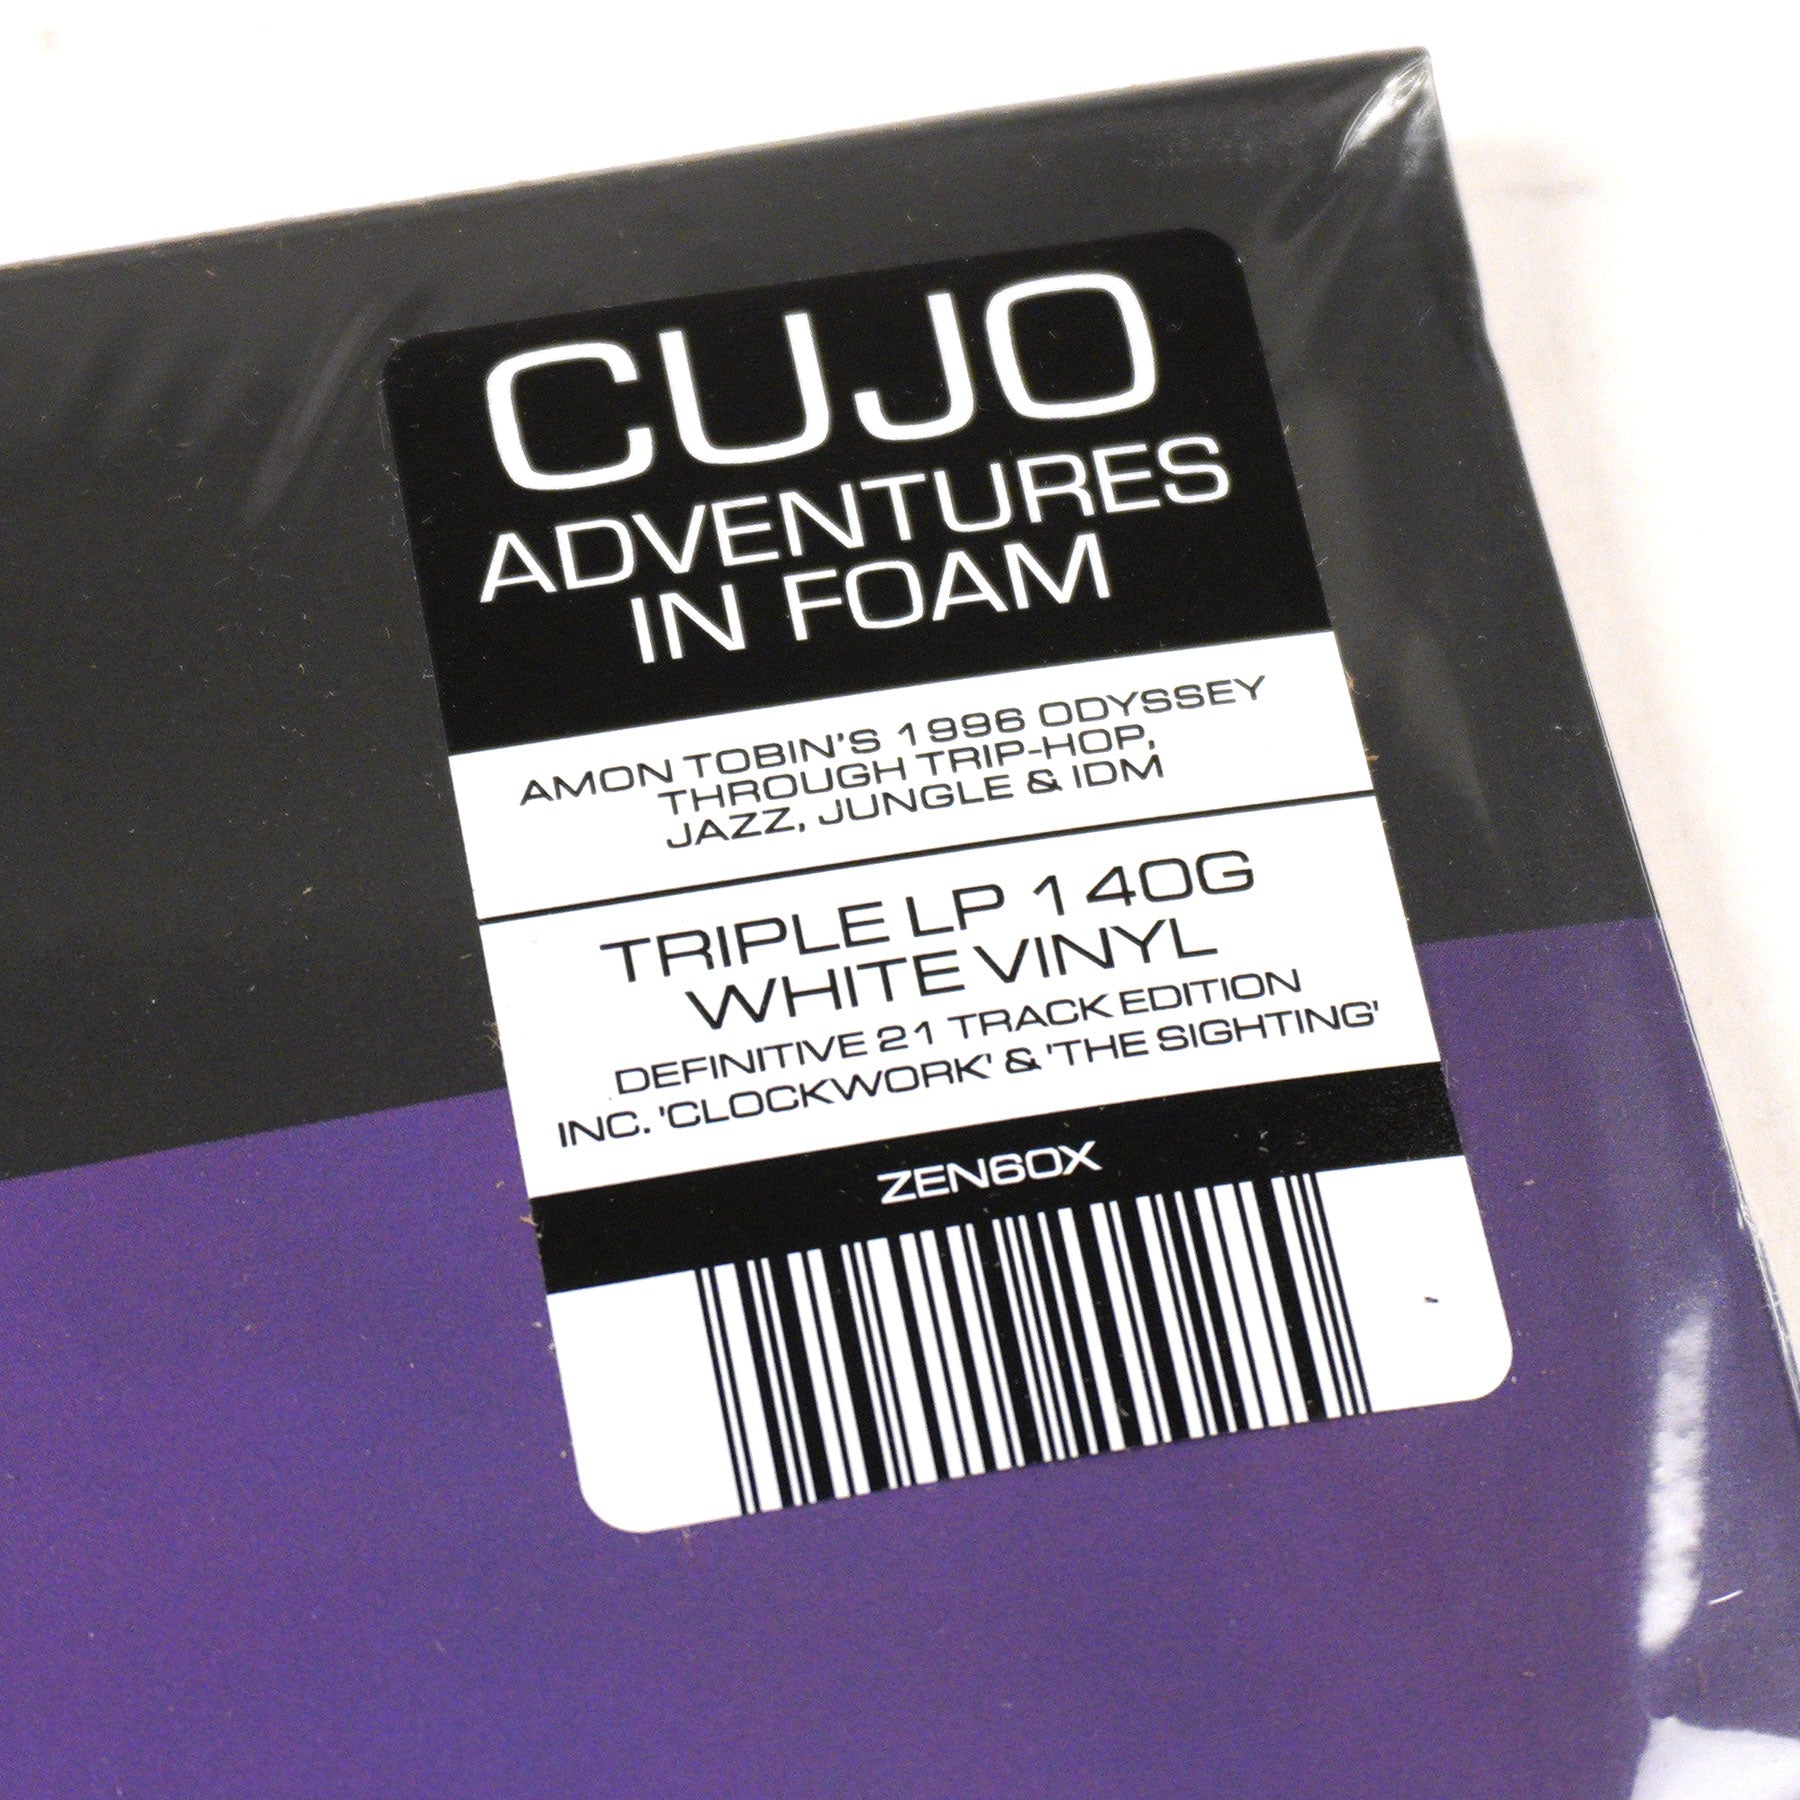 CUJO
ADVENTURES
IN FOAM
AMON TOBIN'S 1996 ODYSSEY
THROUGH TRIP-HOP,
JAZZ, JUNGLE & IDM
TRIPLE LP 140G
WHITE VINYL
DEFINITIVE 21 TRACK EDITION
INC. 'CLOCKWORK' & 'THE SIGHTING'
ZEN60X